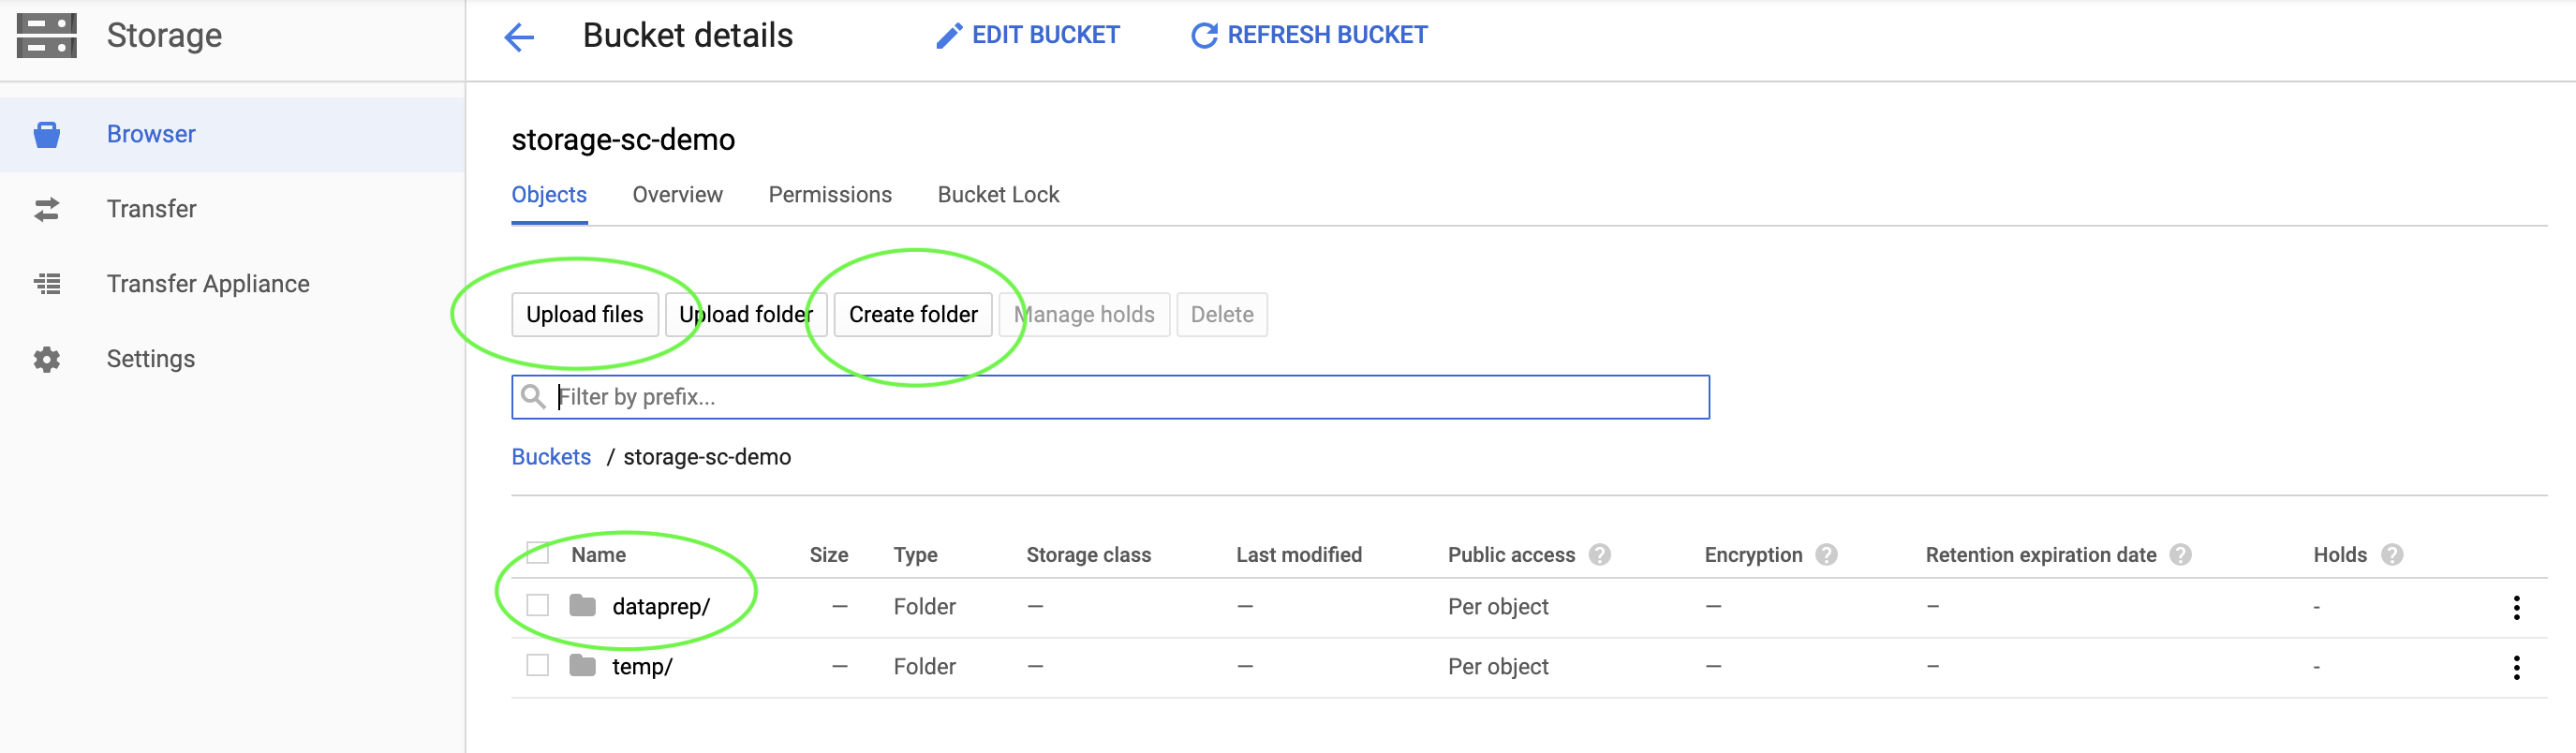 Storage
Bucket details EDIT BUCKET REFRESH BUCKET
Browser
Transfer
Transfer Appliance
Settings
storage-sc-demo
Objects Overview Permissions Bucket Lock
Upload files Upload folder Create folder Manage holds Delete
Filter by prefix...
Buckets / storage-sc-demo
Name Size Type Storage class Last modified Public access ? Encryption ? Retention expiration date ? Holds ?
dataprep/ — Folder — — Per object — – -
temp/ — Folder — — Per object — – -